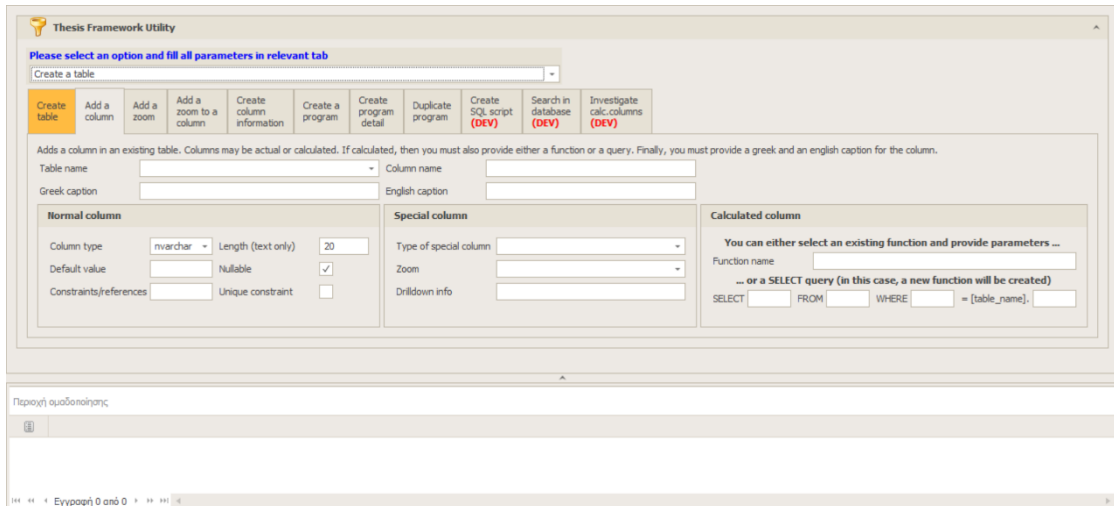 Thesis Framework Utility
Please select an option and fill all parameters in relevant tab
Create a table
Create table
Add a column
Add a zoom
Add a zoom to a column
Create column information
Create a program
Create program detail
Duplicate program
Create SQL script (DEV)
Search in database (DEV)
Investigate calc.columns (DEV)
Adds a column in an existing table. Columns may be actual or calculated. If calculated, then you must also provide either a function or a query. Finally, you must provide a greek and an english caption for the column.
Table name
Column name
Greek caption
English caption
Normal column
Column type nvarchar Length (text only) 20
Default value Nullable
Constraints/references Unique constraint
Special column
Type of special column
Zoom
Drilldown info
Calculated column
You can either select an existing function and provide parameters ...
Function name
... or a SELECT query (in this case, a new function will be created)
SELECT FROM WHERE = [table_name].
Περιοχή ομαδοποίησης
Εγγραφή 0 από 0